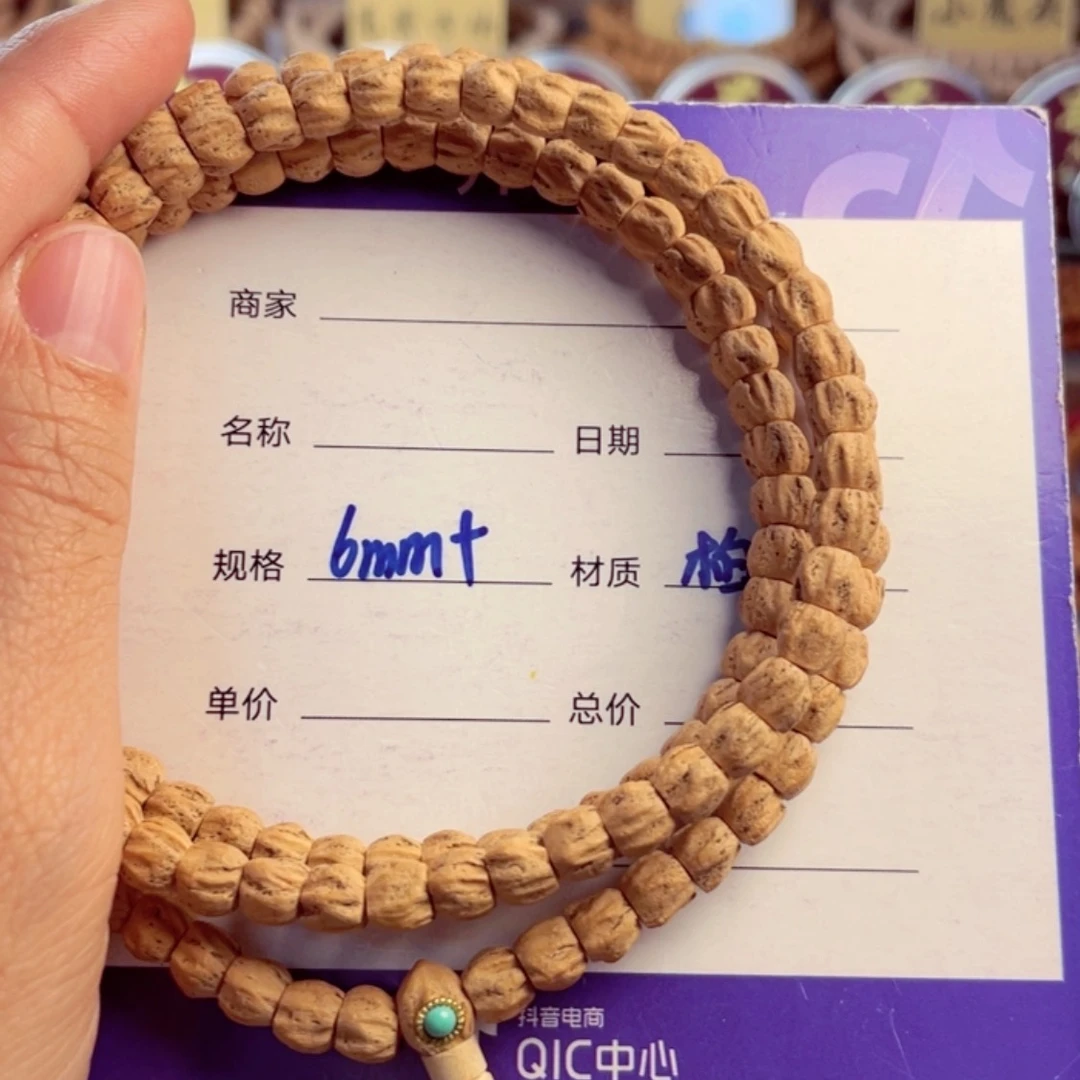 商家
名称 日期
规格 6mm+ 材质
单价 总价
抖音电商
QIC中心